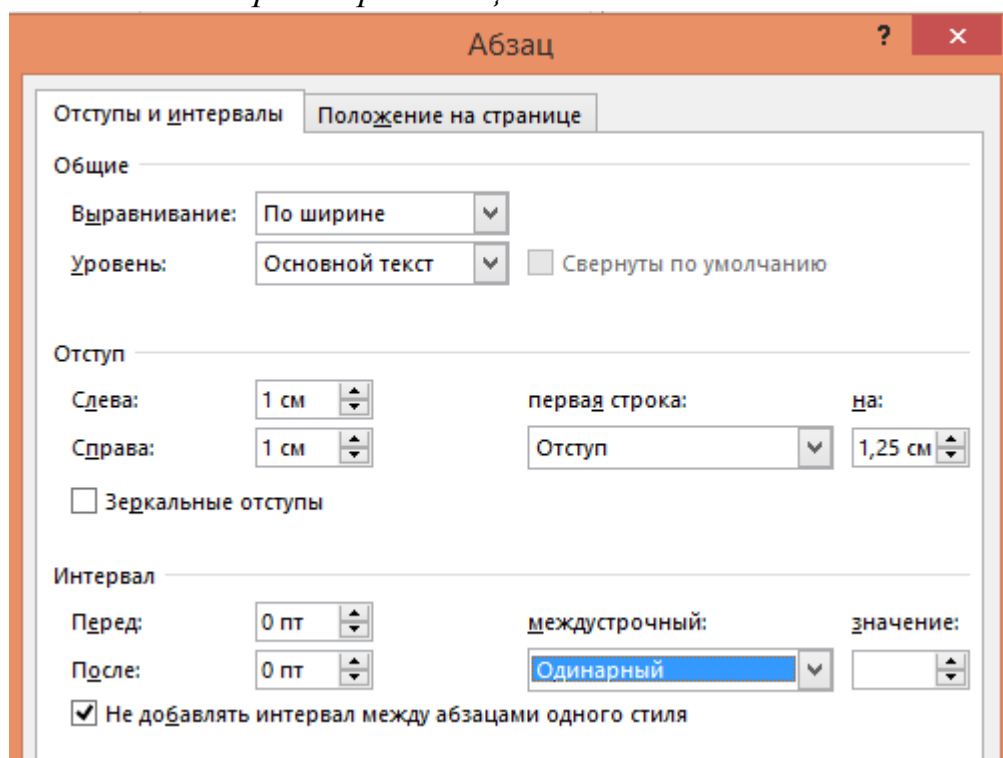 Абзац ? ×
Отступы и интервалы Положение на странице
Общие
Выравнивание: По ширине
Уровень: Основной текст Свернуты по умолчанию
Отступ
Слева: 1 см первая строка: на:
Справа: 1 см Отступ 1,25 см
Зеркальные отступы
Интервал
Перед: 0 пт междустрочный: значение:
После: 0 пт Одинарный
Не добавлять интервал между абзацами одного стиля